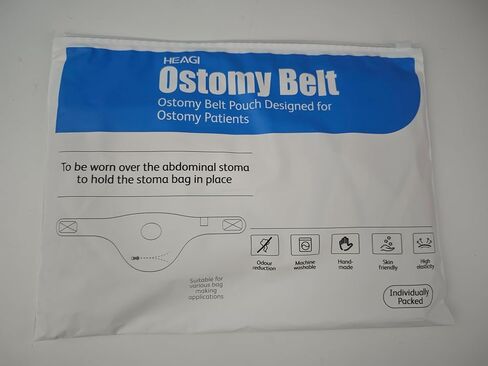 HEAGI
Ostomy Belt
Ostomy Belt Pouch Designed for
Ostomy Patients
To be worn over the abdominal stoma
to hold the stoma bag in place
Odour
reduction
Machine
washable
Hand-
made
Skin
friendly
High
elasticity
Suitable for
various bag
making
applications
Individually
Packed